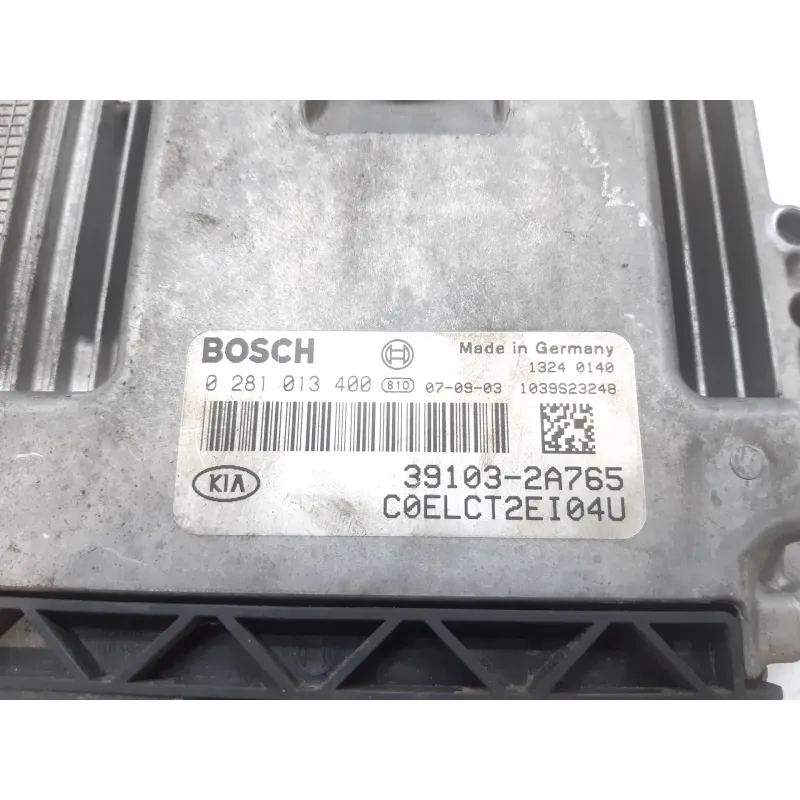 BOSCH Made in Germany
1324 0140
0 281 013 400 810 07-09-03 1039S23248
KIA 39103-2A765
C0ELCT2EI04U